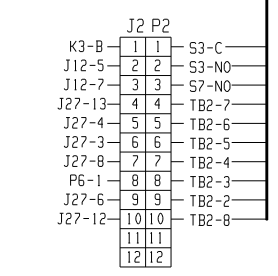 J2 P2
K3-B 1 1 S3-C
J12-5 2 2 S3-NO
J12-7 3 3 S7-NO
J27-13 4 4 TB2-7
J27-4 5 5 TB2-6
J27-3 6 6 TB2-5
J27-8 7 7 TB2-4
P6-1 8 8 TB2-3
J27-6 9 9 TB2-2
J27-12 10 10 TB2-8
11 11
12 12